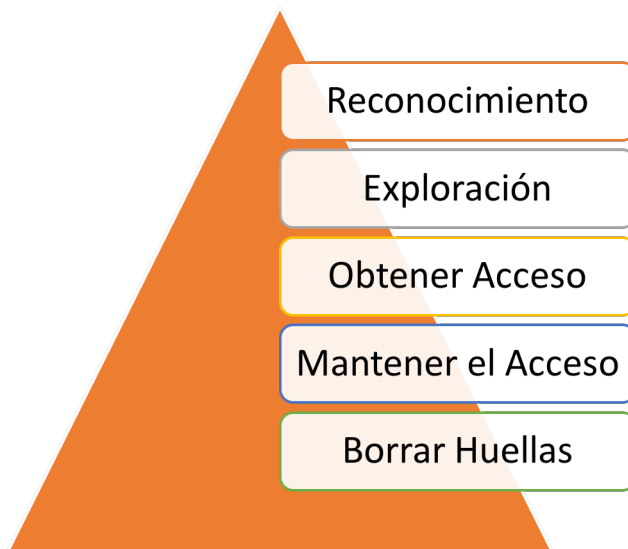 Reconocimiento
Exploración
Obtener Acceso
Mantener el Acceso
Borrar Huellas